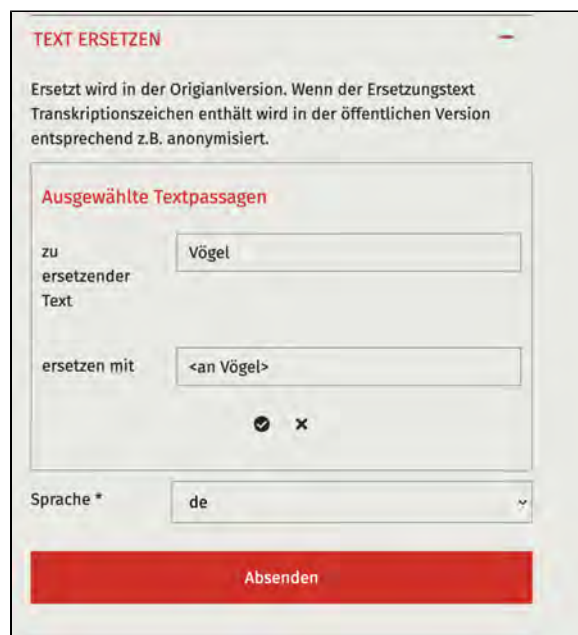 TEXT ERSETZEN
Ersetzt wird in der Origianlversion. Wenn der Ersetzungstext
Transkriptionszeichen enthält wird in der öffentlichen Version
entsprechend z.B. anonymisiert.
Ausgewählte Textpassagen
zu
ersetzender
Text
Vögel
ersetzen mit
<an Vögel>
Sprache *
de
Absenden